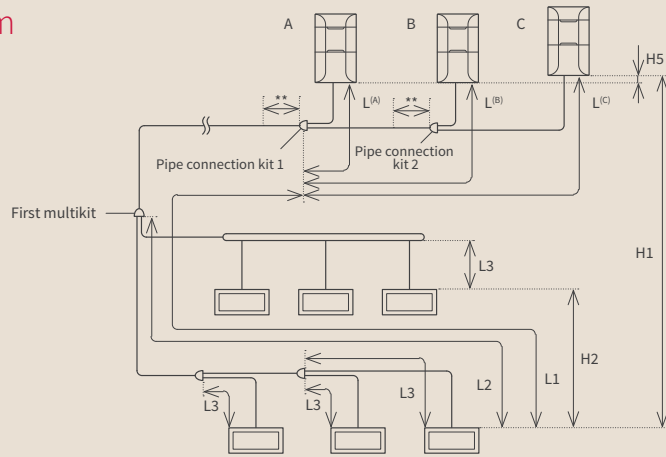 m
A
B
C
H5
**
**
L(A)
L(B)
L(C)
Pipe connection kit 1
Pipe connection
kit 2
First multikit
H1
L3
H2
L3
L3
L3
L2
L1